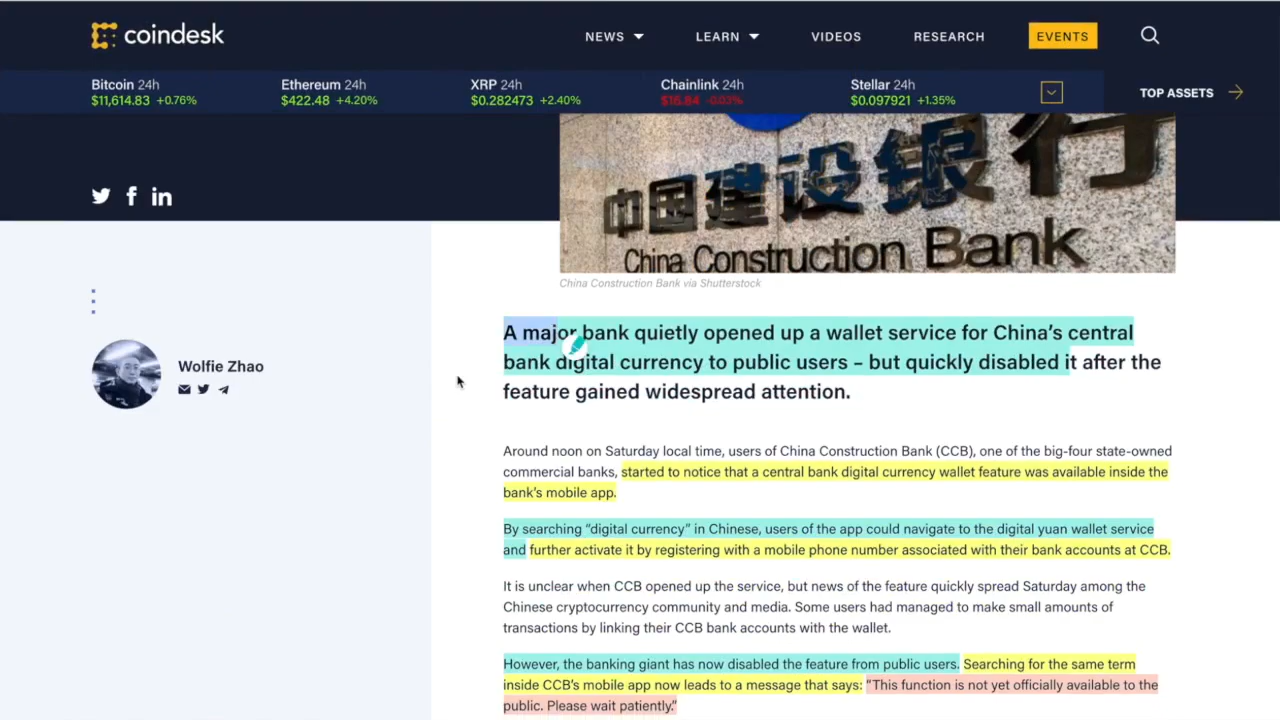 coindesk
NEWS LEARN VIDEOS RESEARCH EVENTS
Bitcoin 24h
$11,614.83 +0.76%
Ethereum 24h
$422.48 +4.20%
XRP 24h
$0.282473 +2.40%
Chainlink 24h
$16.84 -0.03%
Stellar 24h
$0.097921 +1.35%
TOP ASSETS
中国建设银行
China Construction Bank
China Construction Bank via Shutterstock
Wolfie Zhao
A major bank quietly opened up a wallet service for China’s central
bank digital currency to public users – but quickly disabled it after the
feature gained widespread attention.
Around noon on Saturday local time, users of China Construction Bank (CCB), one of the big-four state-owned
commercial banks, started to notice that a central bank digital currency wallet feature was available inside the
bank’s mobile app.
By searching “digital currency” in Chinese, users of the app could navigate to the digital yuan wallet service
and further activate it by registering with a mobile phone number associated with their bank accounts at CCB.
It is unclear when CCB opened up the service, but news of the feature quickly spread Saturday among the
Chinese cryptocurrency community and media. Some users had managed to make small amounts of
transactions by linking their CCB bank accounts with the wallet.
However, the banking giant has now disabled the feature from public users. Searching for the same term
inside CCB’s mobile app now leads to a message that says: “This function is not yet officially available to the
public. Please wait patiently.”